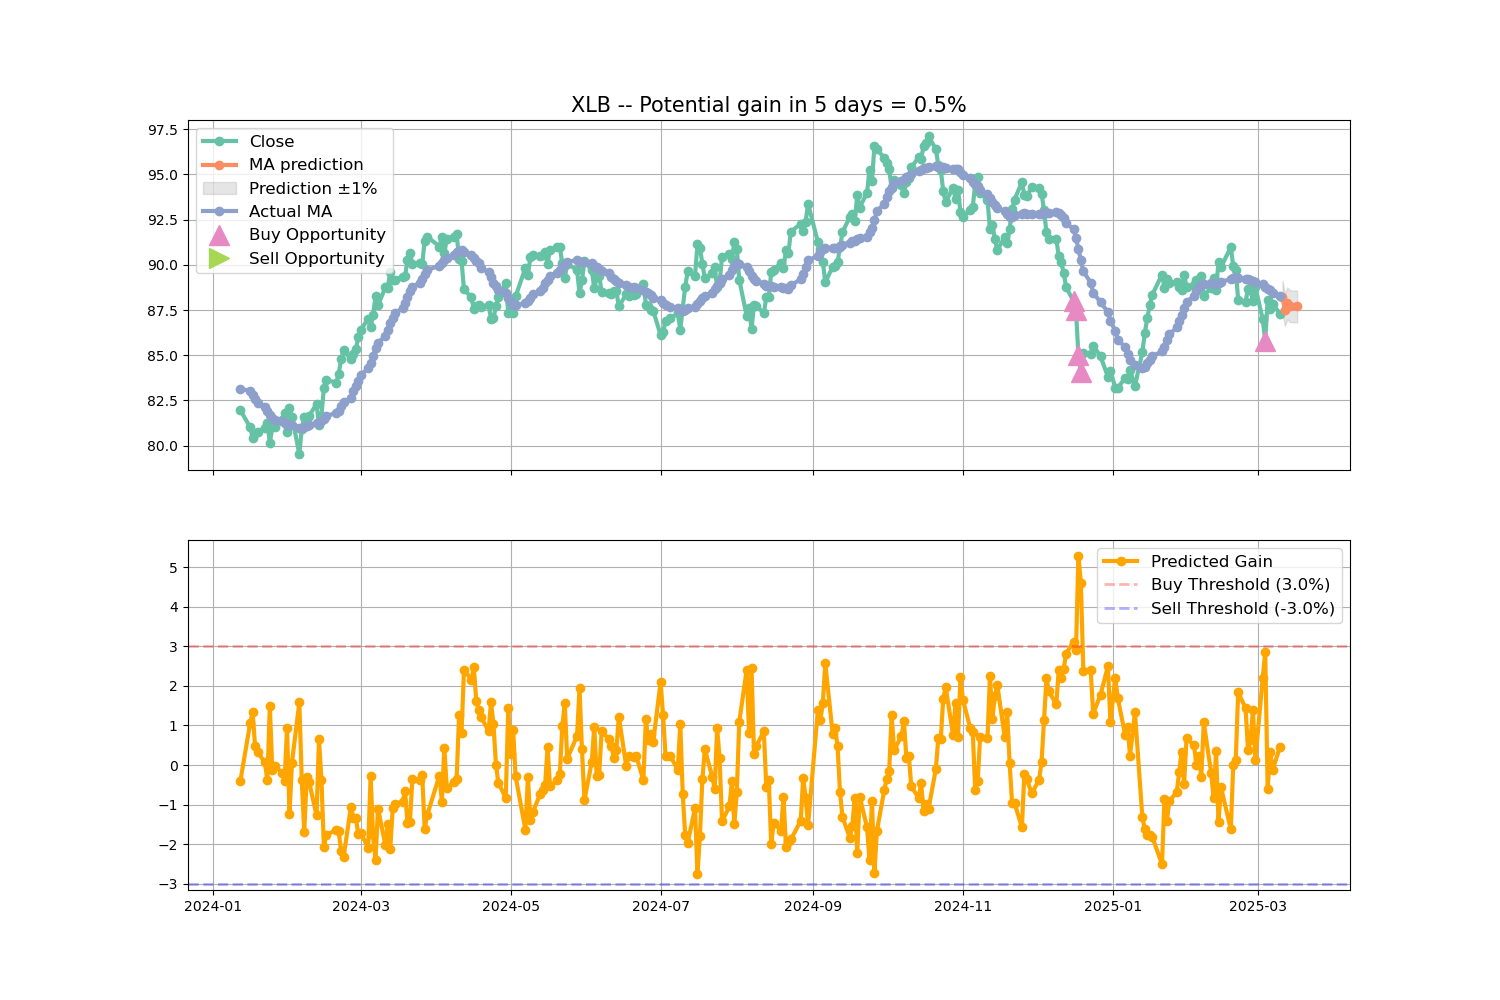 XLB -- Potential gain in 5 days = 0.5%
97.5
95.0
92.5
90.0
87.5
85.0
82.5
80.0
Close
MA prediction
Prediction ±1%
Actual MA
Buy Opportunity
Sell Opportunity
5
4
3
2
1
0
−1
−2
−3
Predicted Gain
Buy Threshold (3.0%)
Sell Threshold (-3.0%)
2024-01
2024-03
2024-05
2024-07
2024-09
2024-11
2025-01
2025-03